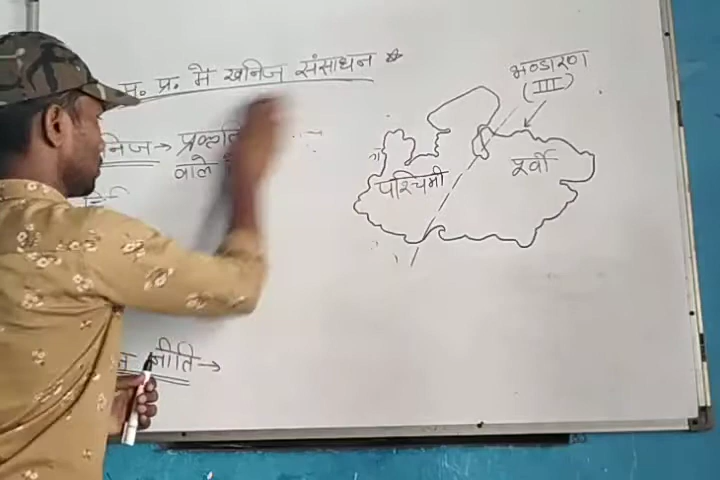 म. प्र. मे खनिज संसाधन
भण्डारण
(III)
निज → प्रकृति
वाले
पश्चिमी
पूर्वी
नीति →